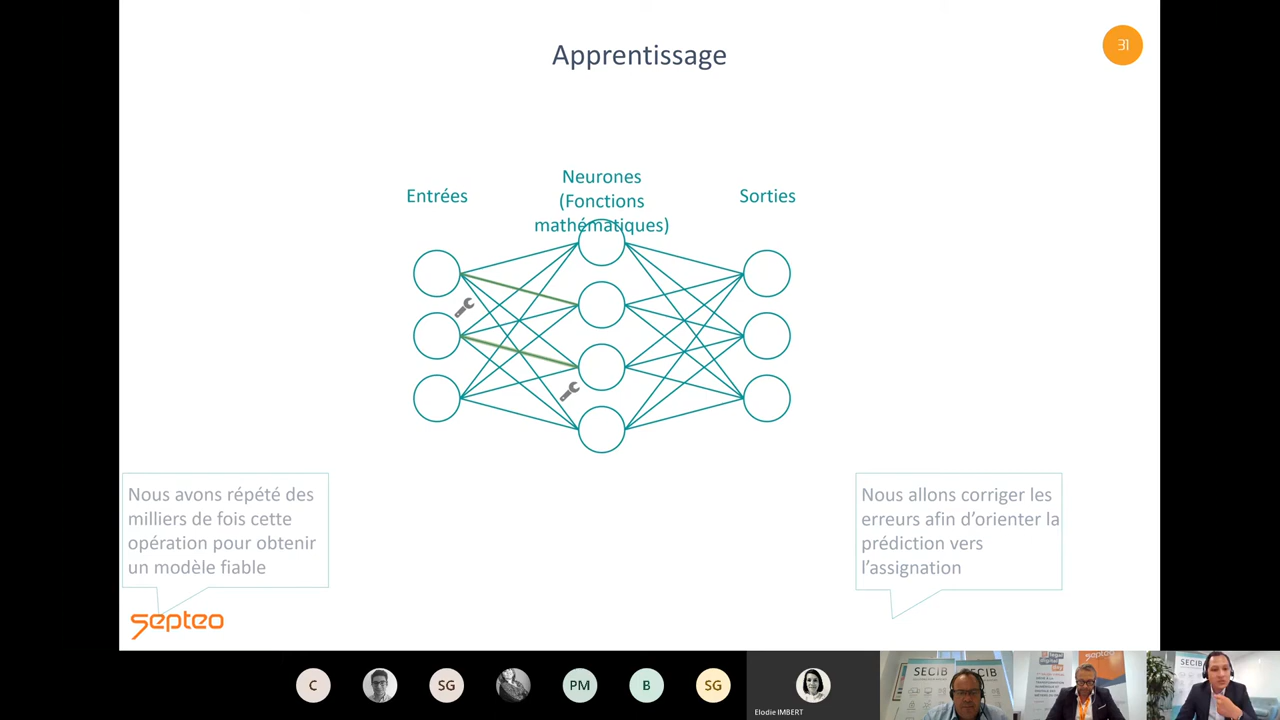 Apprentissage
31
Entrées
Neurones
(Fonctions
mathématiques)
Sorties
Nous avons répété des
milliers de fois cette
opération pour obtenir
un modèle fiable
Nous allons corriger les
erreurs afin d’orienter la
prédiction vers
l’assignation
septeo
C
SG
PM
B
SG
Elodie IMBERT
SECIB
SECIB
septeo
SECIB